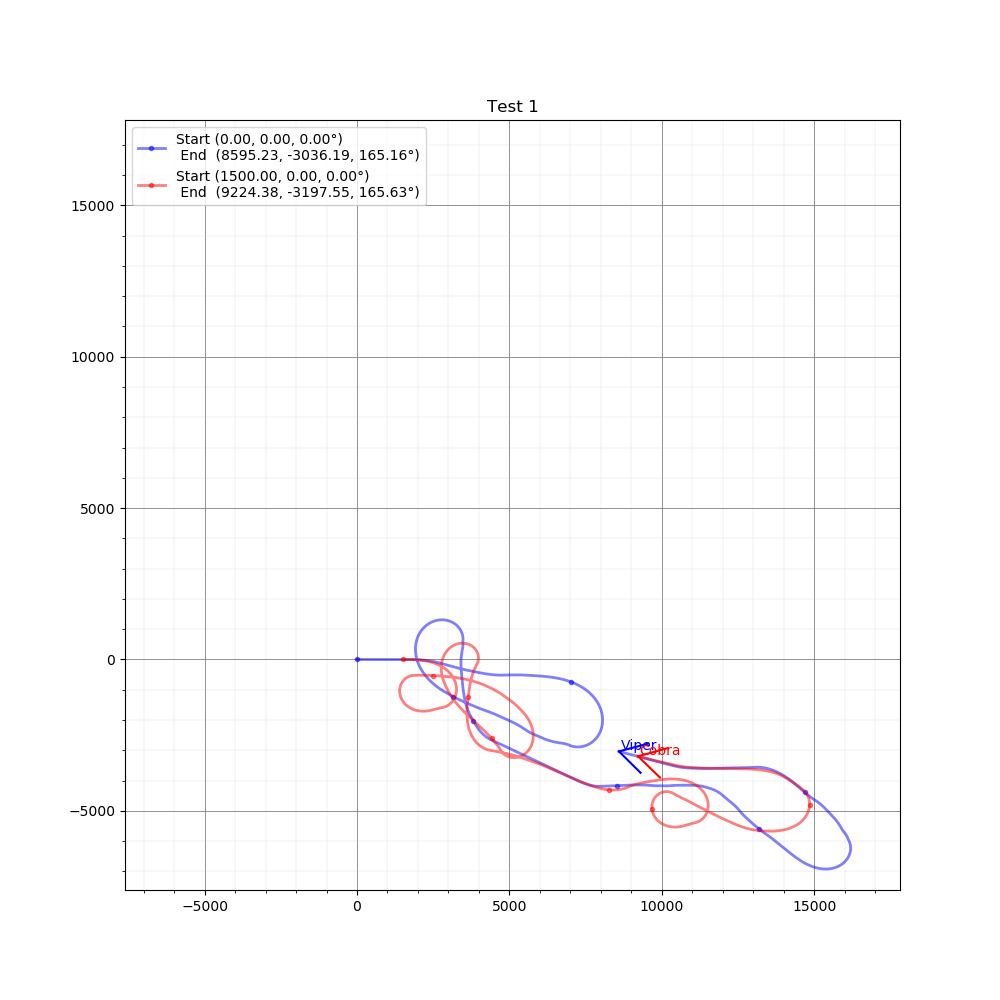 Test 1
Start (0.00, 0.00, 0.00°)
End  (8595.23, -3036.19, 165.16°)
Start (1500.00, 0.00, 0.00°)
End  (9224.38, -3197.55, 165.63°)
15000
10000
5000
0
−5000
Viper
Cobra
−5000
0
5000
10000
15000